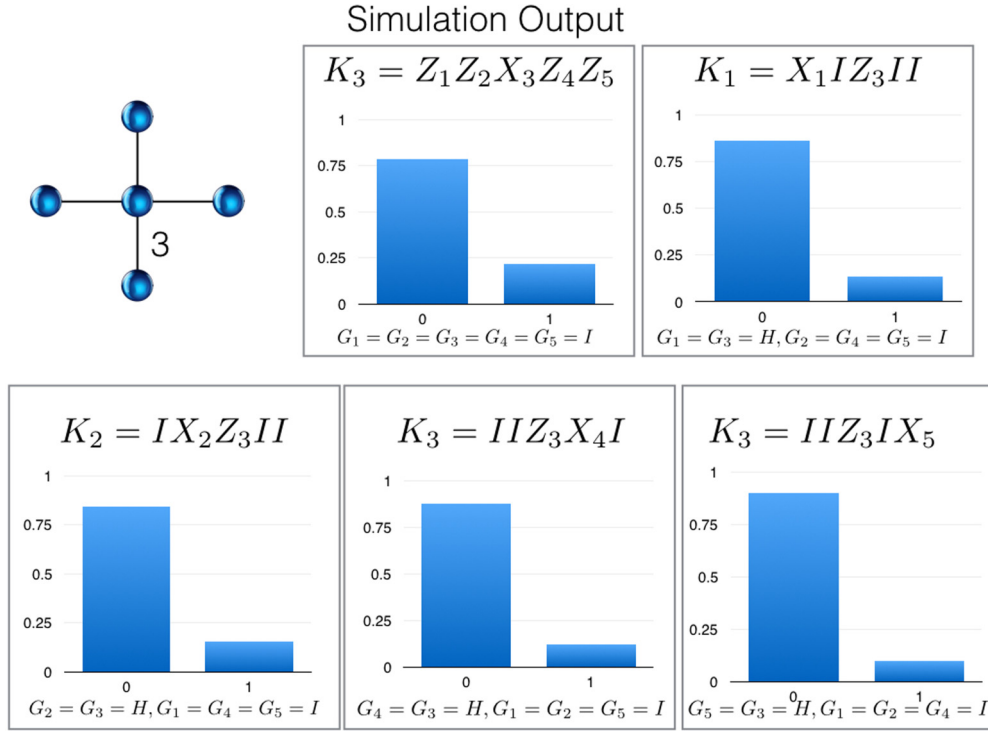 Simulation Output
3
K_3 = Z_1Z_2X_3Z_4Z_5
1
0.75
0.5
0.25
0
0 1
G_1 = G_2 = G_3 = G_4 = G_5 = I
K_1 = X_1IZ_3II
1
0.75
0.5
0.25
0
0 1
G_1 = G_3 = H, G_2 = G_4 = G_5 = I
K_2 = IX_2Z_3II
1
0.75
0.5
0.25
0
0 1
G_2 = G_3 = H, G_1 = G_4 = G_5 = I
K_3 = IIZ_3X_4I
1
0.75
0.5
0.25
0
0 1
G_4 = G_3 = H, G_1 = G_2 = G_5 = I
K_3 = IIZ_3IX_5
1
0.75
0.5
0.25
0
0 1
G_5 = G_3 = H, G_1 = G_2 = G_4 = I